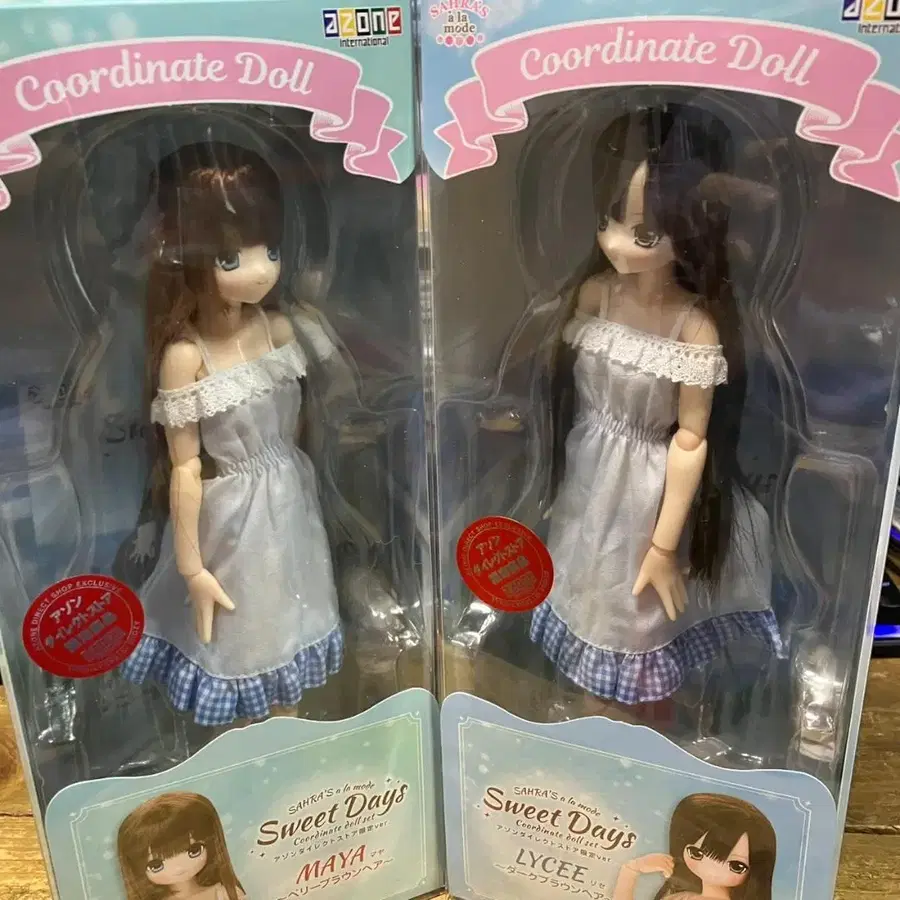 azone
international
Coordinate Doll
AZONE DIRECT SHOP EXCLUSIVE
アゾン
ダイレクトストア
SAHRA'S a la mode
Sweet Days
Coordinate doll set
アゾンダイレクトストア限定ver.
MAYA マヤ
～ベリーブラウンヘア～
SAHRA'S
à la
mode
azone
international
Coordinate Doll
アゾン
ダイレクトストア
SAHRA'S a la mode
Sweet Days
Coordinate doll set
アゾンダイレクトストア限定ver.
LYCEE リセ
～ダークブラウンヘア～